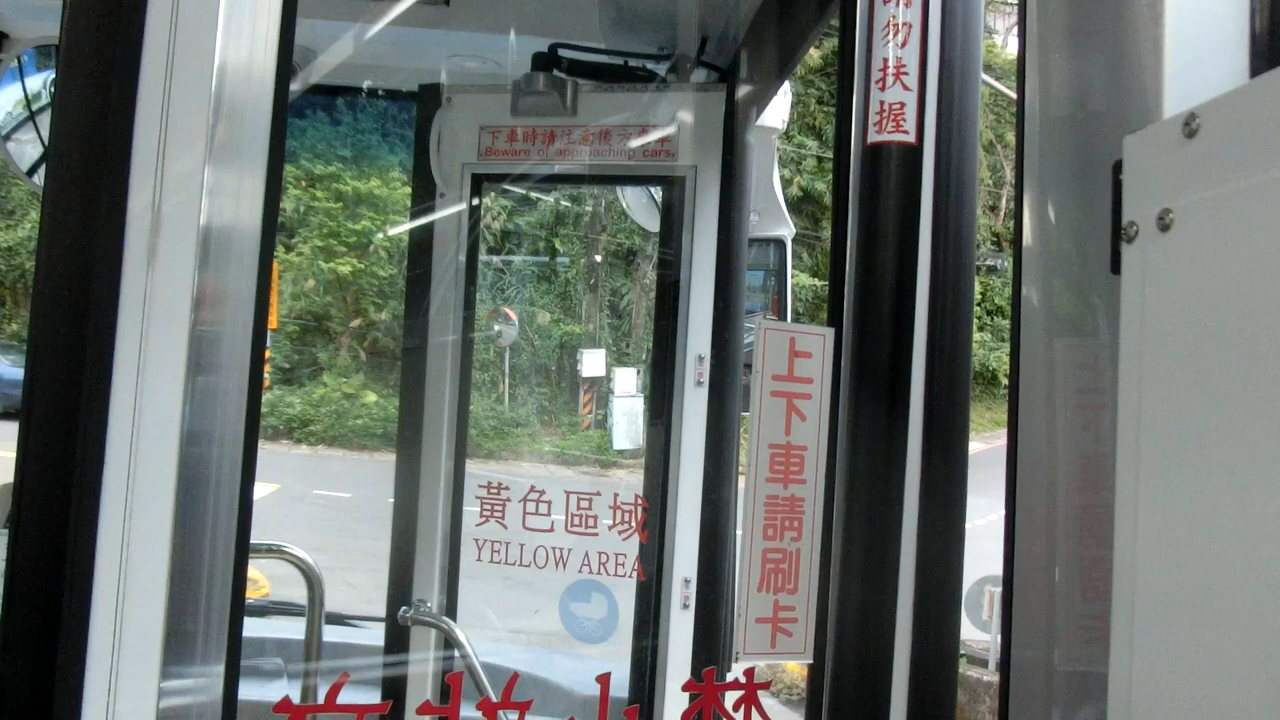 請勿扶握
下車時請注意後方來車
Beware of approaching cars.
上下車請刷卡
黃色區域
YELLOW AREA